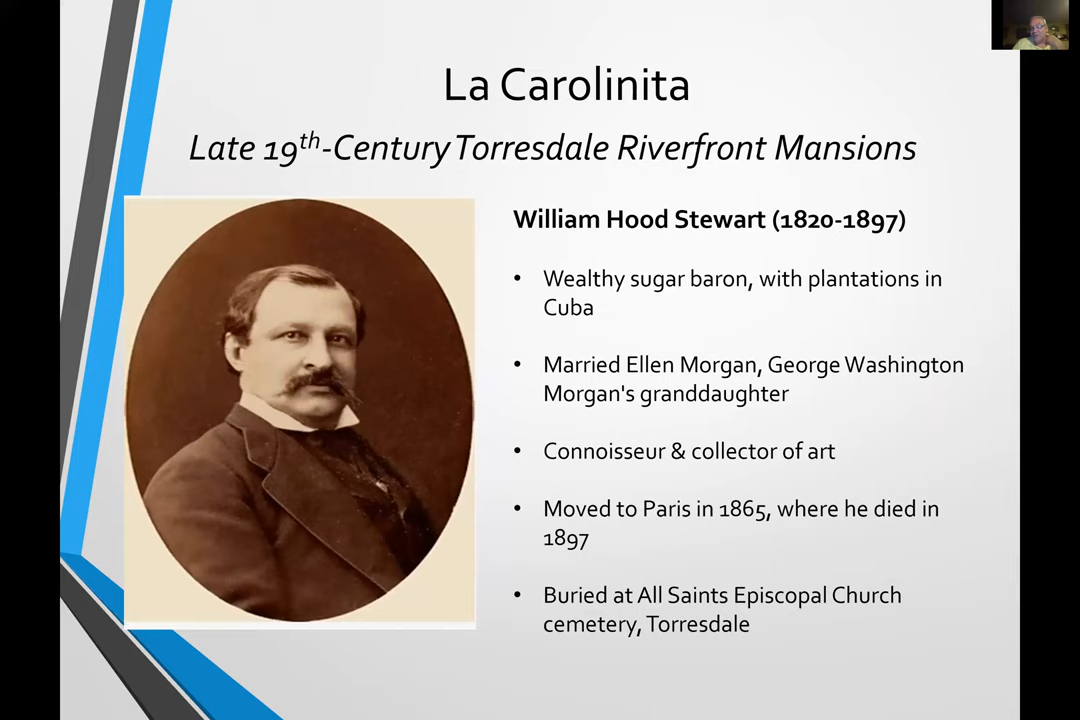 La Carolinita
Late 19th-Century Torresdale Riverfront Mansions
William Hood Stewart (1820-1897)
• Wealthy sugar baron, with plantations in
Cuba
• Married Ellen Morgan, George Washington
Morgan's granddaughter
• Connoisseur & collector of art
• Moved to Paris in 1865, where he died in
1897
• Buried at All Saints Episcopal Church
cemetery, Torresdale